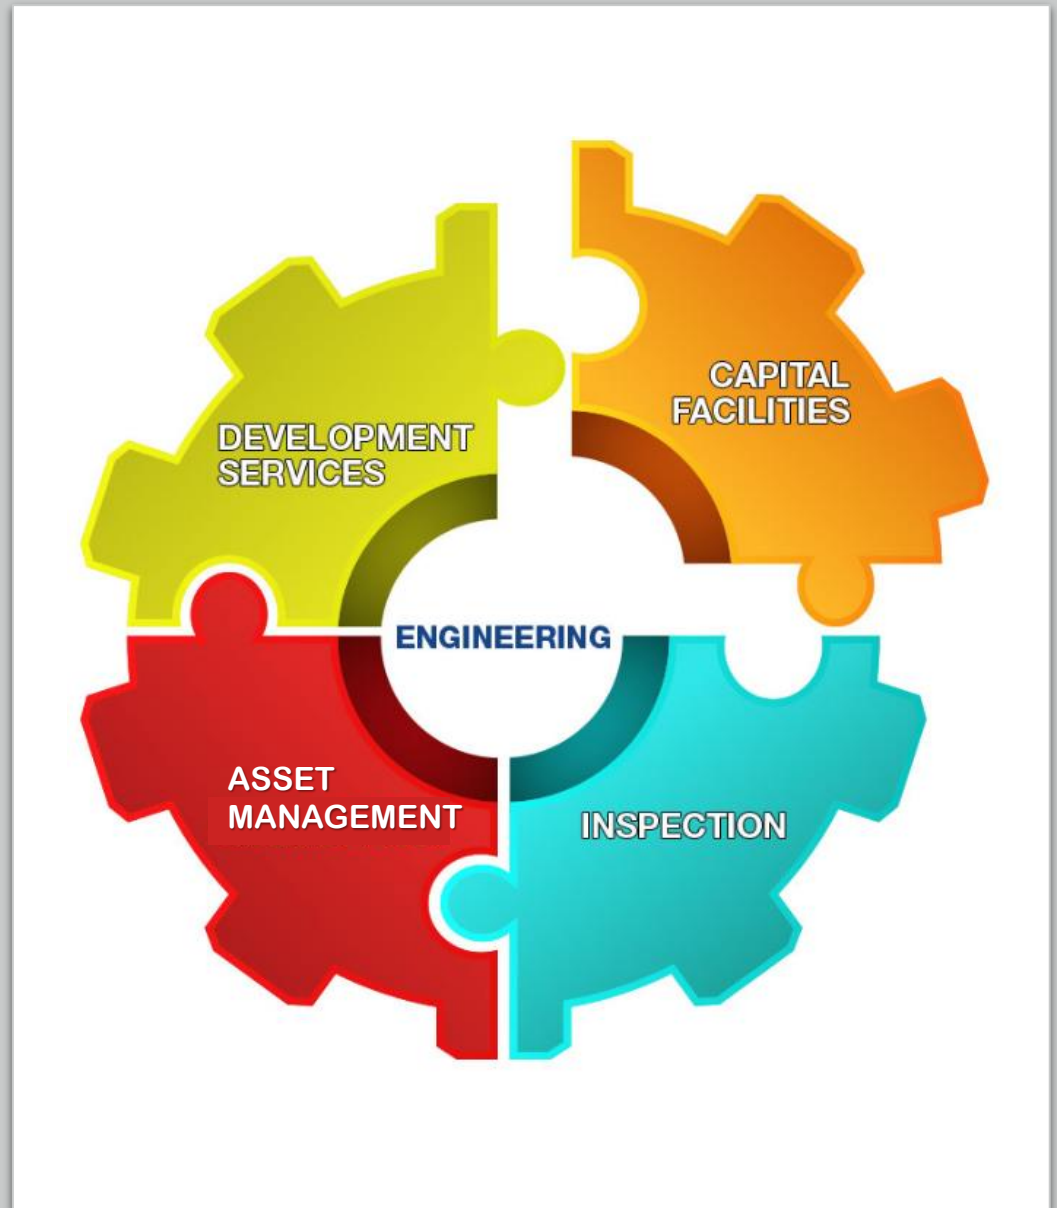 CAPITAL
FACILITIES
DEVELOPMENT
SERVICES
ENGINEERING
ASSET
MANAGEMENT
INSPECTION